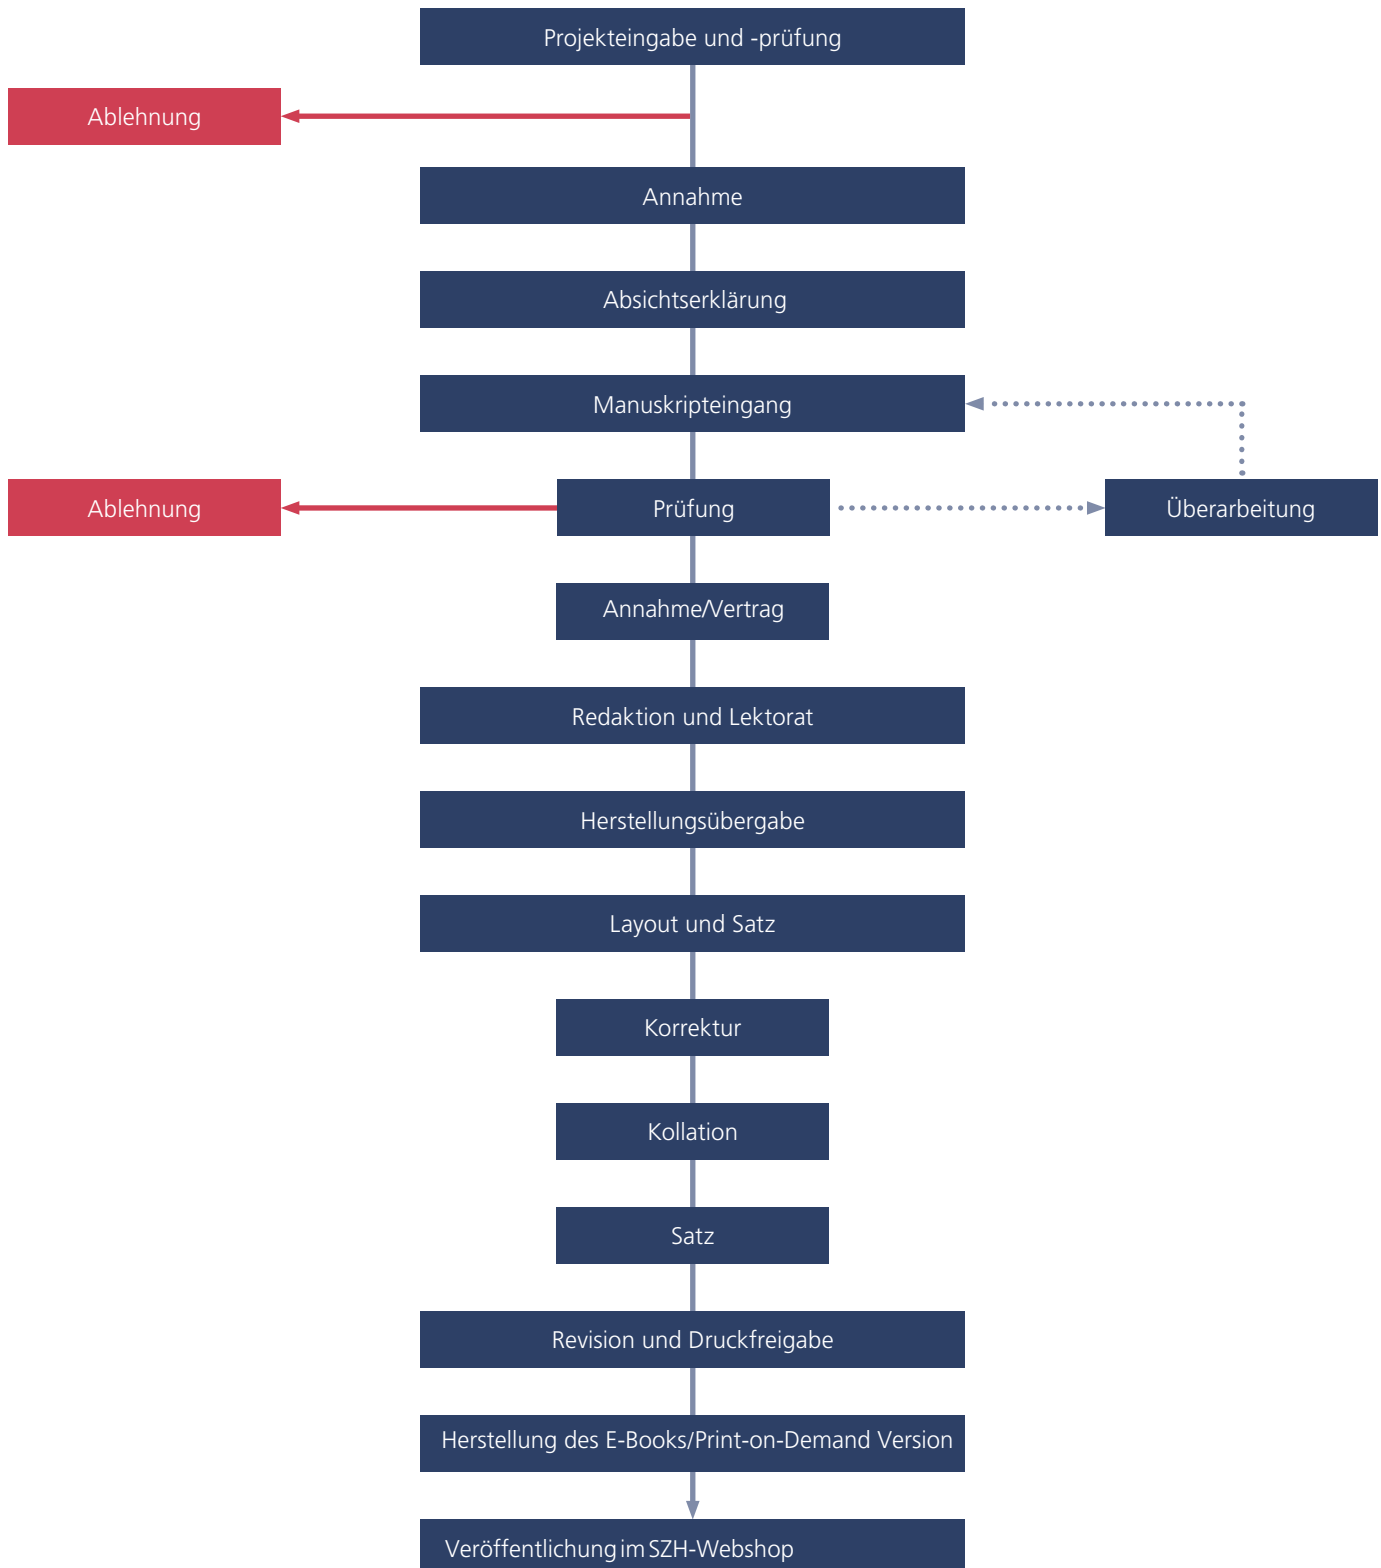 Projekteingabe und -prüfung
Ablehnung
Annahme
Absichtserklärung
Manuskripteingang
Ablehnung
Prüfung
Überarbeitung
Annahme/Vertrag
Redaktion und Lektorat
Herstellungsübergabe
Layout und Satz
Korrektur
Kollation
Satz
Revision und Druckfreigabe
Herstellung des E-Books/Print-on-Demand Version
Veröffentlichung im SZH-Webshop